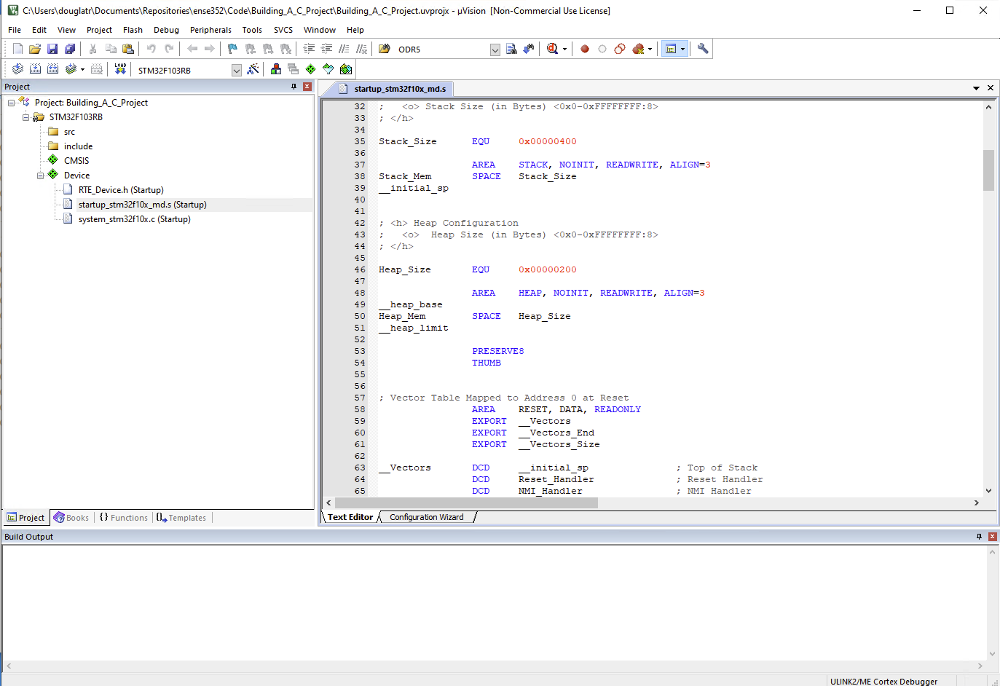 C:\Users\douglatr\Documents\Repositories\ense352\Code\Building_A_C_Project\Building_A_C_Project.uvprojx - µVision [Non-Commercial Use License]
File Edit View Project Flash Debug Peripherals Tools SVCS Window Help
ODR5
LOAD STM32F103RB
Project
Project: Building_A_C_Project
STM32F103RB
src
include
CMSIS
Device
RTE_Device.h (Startup)
startup_stm32f10x_md.s (Startup)
system_stm32f10x.c (Startup)
Project Books {} Functions 0 Templates
startup_stm32f10x_md.s
32 ;   <o> Stack Size (in Bytes) <0x0-0xFFFFFFFF:8>
33 ; </h>
34
35 Stack_Size      EQU     0x00000400
36
37                 AREA    STACK, NOINIT, READWRITE, ALIGN=3
38 Stack_Mem       SPACE   Stack_Size
39 __initial_sp
40
41
42 ; <h> Heap Configuration
43 ;   <o>  Heap Size (in Bytes) <0x0-0xFFFFFFFF:8>
44 ; </h>
45
46 Heap_Size       EQU     0x00000200
47
48                 AREA    HEAP, NOINIT, READWRITE, ALIGN=3
49 __heap_base
50 Heap_Mem        SPACE   Heap_Size
51 __heap_limit
52
53                 PRESERVE8
54                 THUMB
55
56
57 ; Vector Table Mapped to Address 0 at Reset
58                 AREA    RESET, DATA, READONLY
59                 EXPORT  __Vectors
60                 EXPORT  __Vectors_End
61                 EXPORT  __Vectors_Size
62
63 __Vectors       DCD     __initial_sp               ; Top of Stack
64                 DCD     Reset_Handler              ; Reset Handler
65                 DCD     NMI_Handler                ; NMI Handler
Text Editor Configuration Wizard
Build Output
ULINK2/ME Cortex Debugger